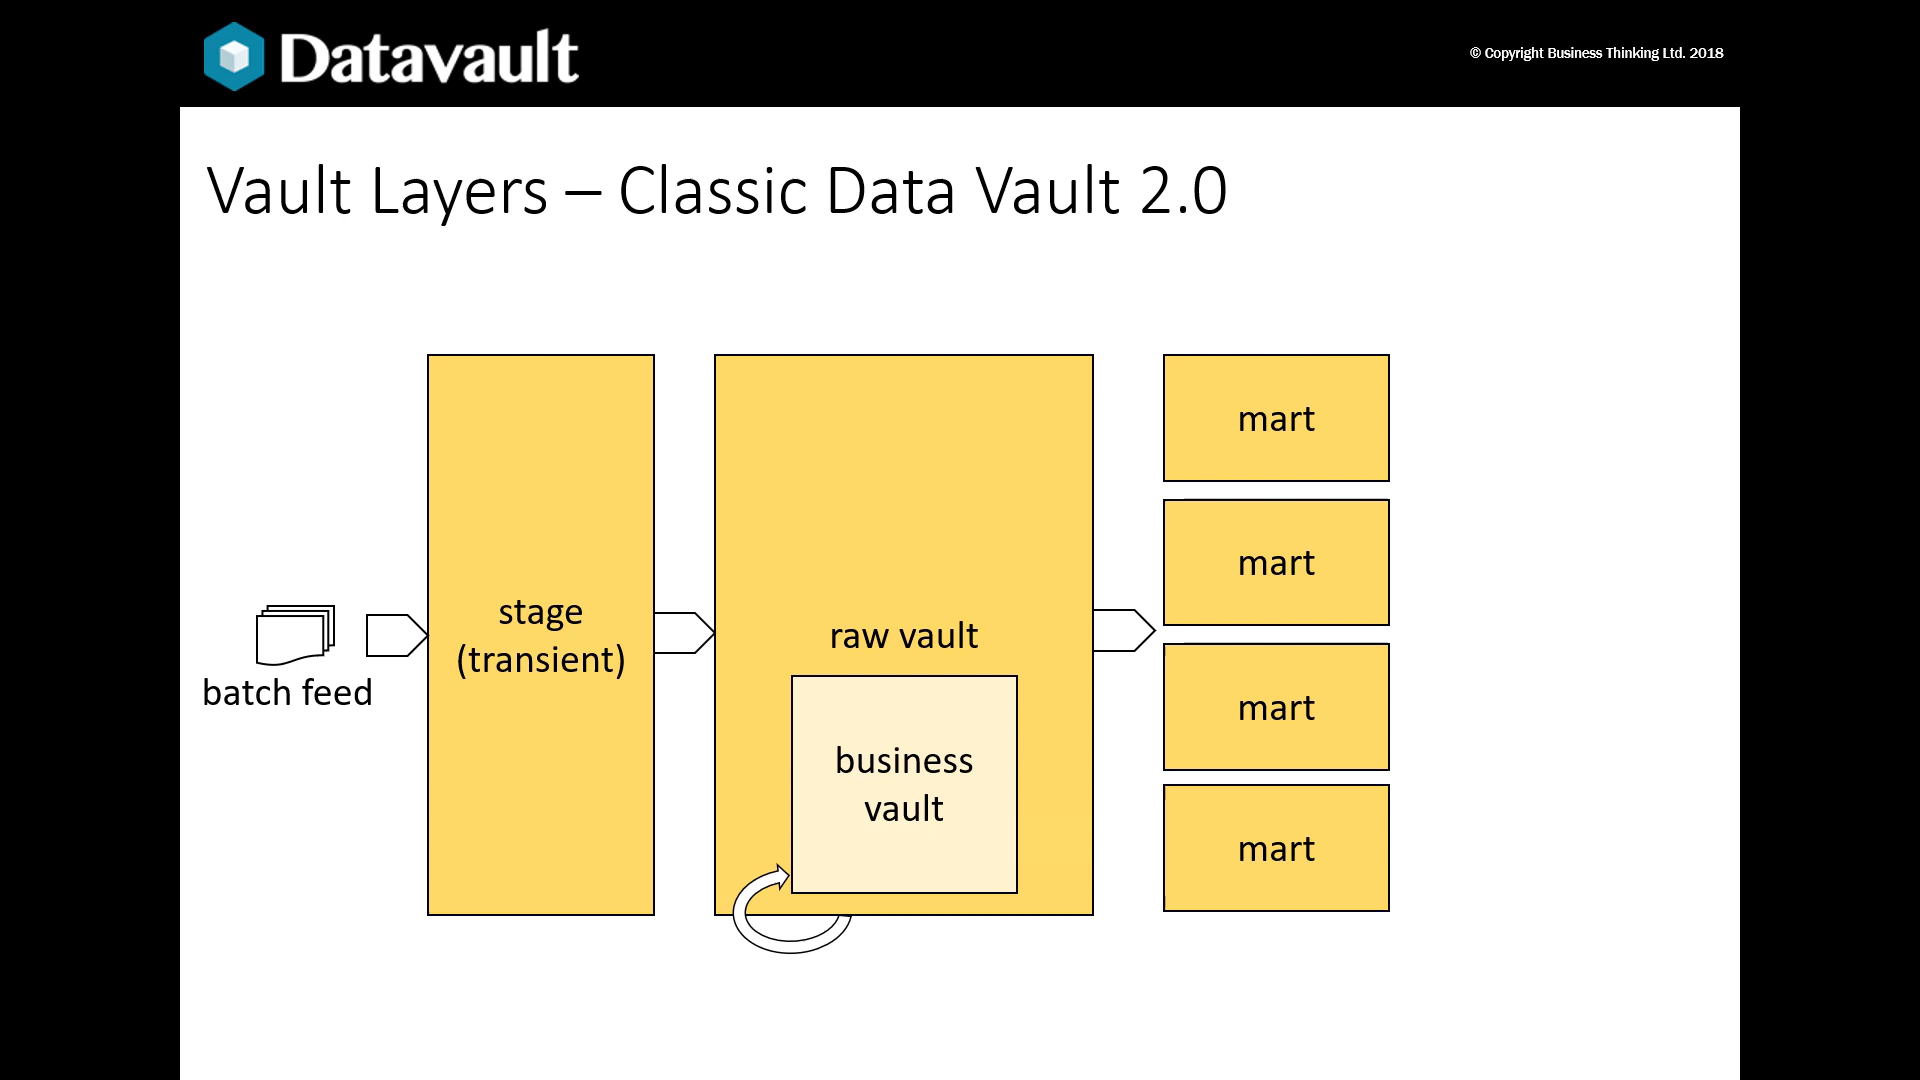 Datavault
© Copyright Business Thinking Ltd. 2018
Vault Layers – Classic Data Vault 2.0
batch feed
stage
(transient)
raw vault
business
vault
mart
mart
mart
mart